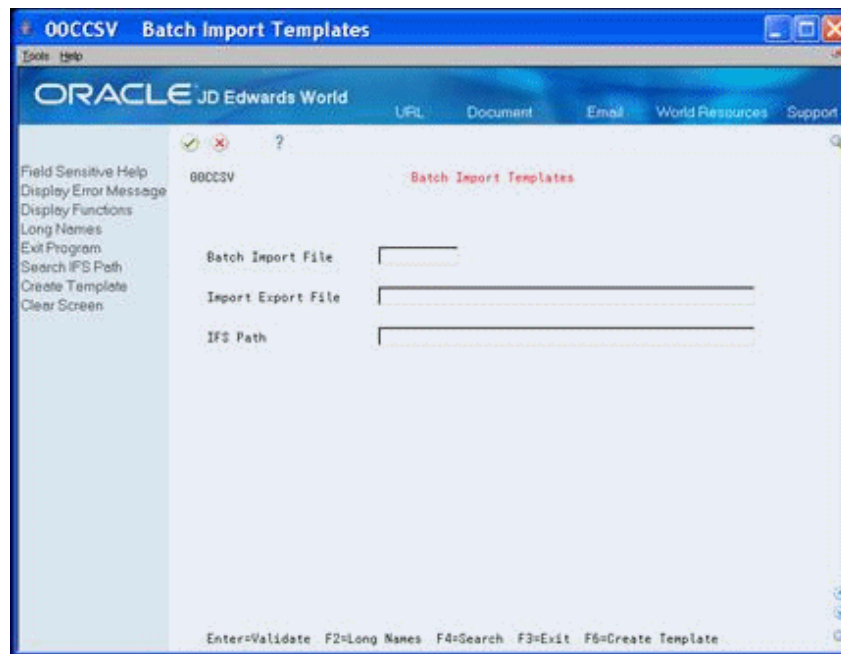 00CCSV Batch Import Templates
Tools Help
ORACLE JD Edwards World
URL Document Email World Resources Support
?
Field Sensitive Help
Display Error Message
Display Functions
Long Names
Exit Program
Search IFS Path
Create Template
Clear Screen
00CCSV Batch Import Templates
Batch Import File
Import Export File
IFS Path
Enter=Validate F2=Long Names F4=Search F3=Exit F6=Create Template